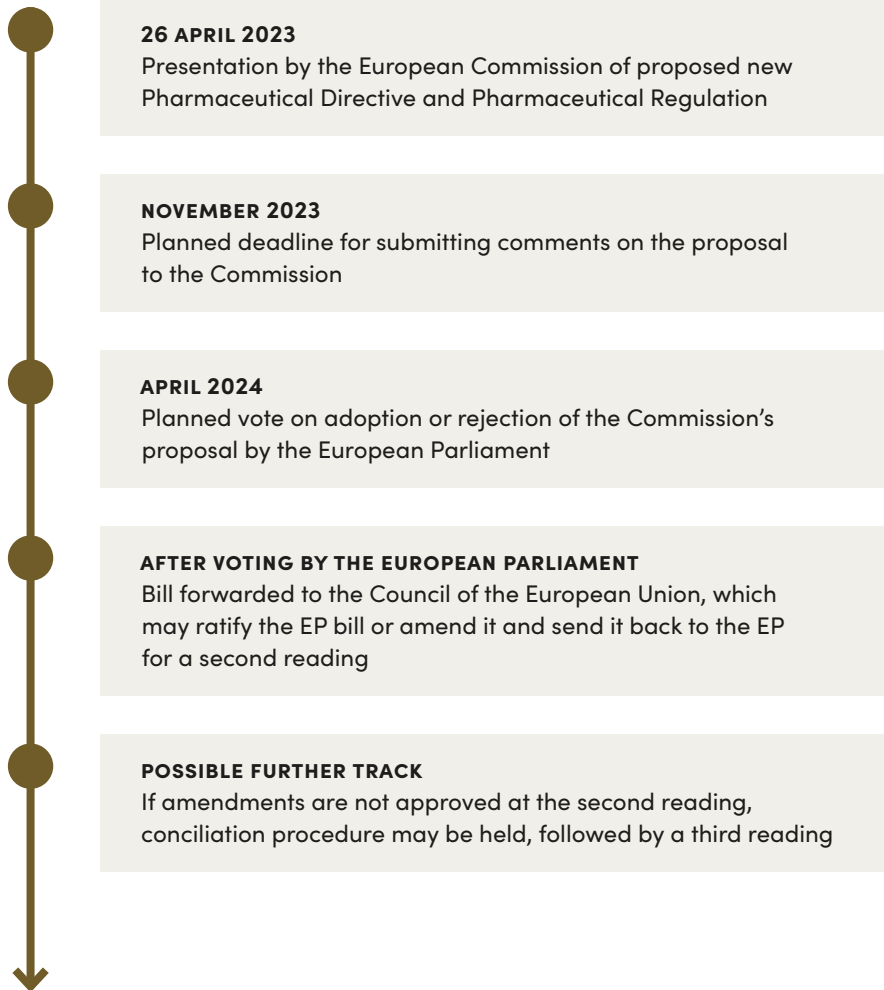 26 APRIL 2023
Presentation by the European Commission of proposed new
Pharmaceutical Directive and Pharmaceutical Regulation
NOVEMBER 2023
Planned deadline for submitting comments on the proposal
to the Commission
APRIL 2024
Planned vote on adoption or rejection of the Commission’s
proposal by the European Parliament
AFTER VOTING BY THE EUROPEAN PARLIAMENT
Bill forwarded to the Council of the European Union, which
may ratify the EP bill or amend it and send it back to the EP
for a second reading
POSSIBLE FURTHER TRACK
If amendments are not approved at the second reading,
conciliation procedure may be held, followed by a third reading